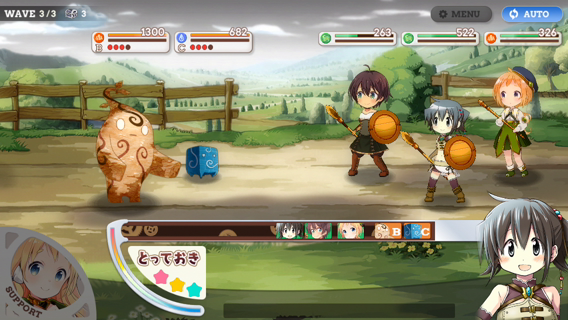 WAVE 3/3 3
MENU
AUTO
1300
682
263
522
326
B
C
B
C
とっておき
SUPPORT